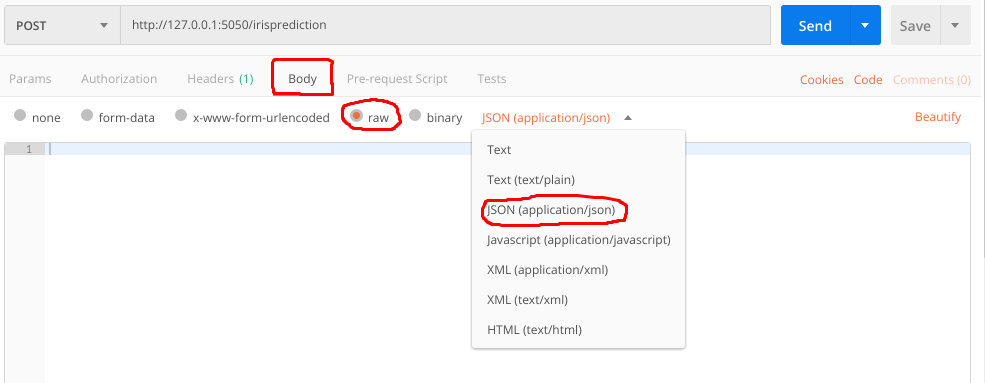 POST http://127.0.0.1:5050/irisprediction Send Save
Params Authorization Headers (1) Body Pre-request Script Tests Cookies Code Comments (0)
none form-data x-www-form-urlencoded raw binary JSON (application/json) Beautify
1
Text
Text (text/plain)
JSON (application/json)
Javascript (application/javascript)
XML (application/xml)
XML (text/xml)
HTML (text/html)